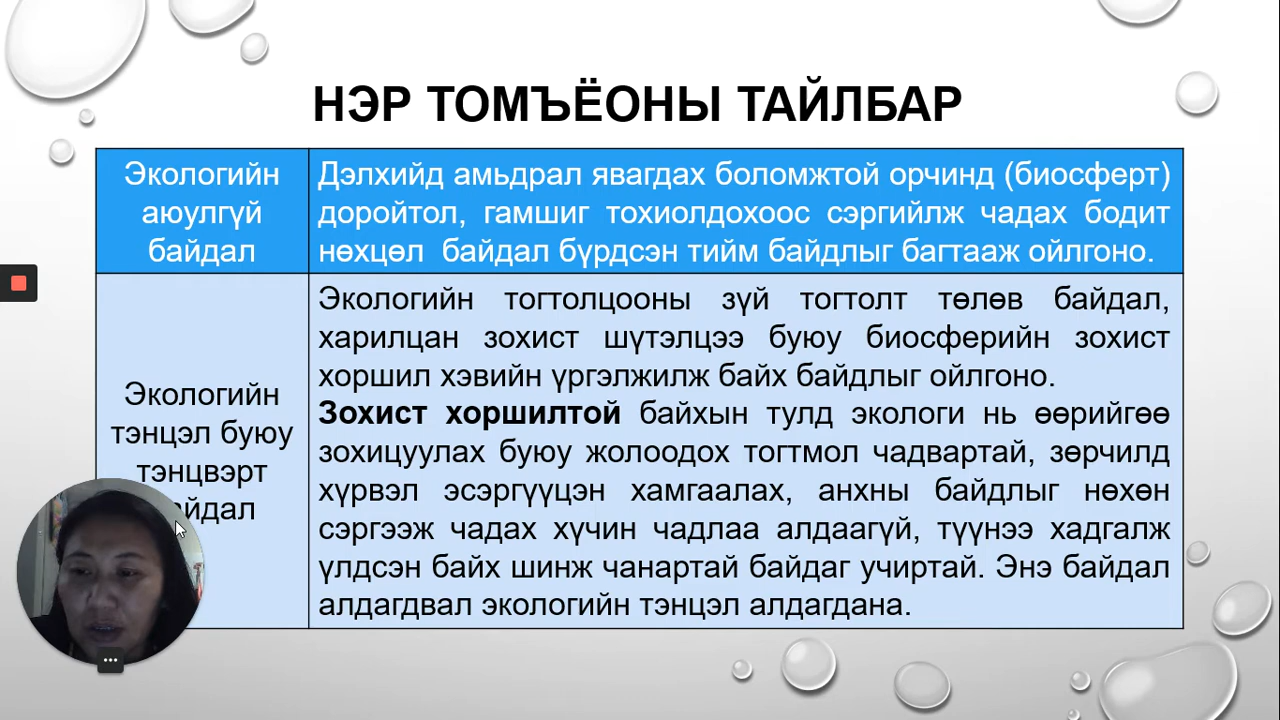 НЭР ТОМЪЁОНЫ ТАЙЛБАР
Экологийн
аюулгүй
байдал
Дэлхийд амьдрал явагдах боломжтой орчинд (биосферт)
доройтол, гамшиг тохиолдохоос сэргийлж чадах бодит
нөхцөл байдал бүрдсэн тийм байдлыг багтааж ойлгоно.
Экологийн
тэнцэл буюу
тэнцвэрт
Экологийн тогтолцооны зүй тогтолт төлөв байдал,
харилцан зохист шүтэлцээ буюу биосферийн зохист
хоршил хэвийн үргэлжилж байх байдлыг ойлгоно.
Зохист хоршилтой байхын тулд экологи нь өөрийгөө
зохицуулах буюу жолоодох тогтмол чадвартай, зөрчилд
хүрвэл эсэргүүцэн хамгаалах, анхны байдлыг нөхөн
сэргээж чадах хүчин чадлаа алдаагүй, түүнээ хадгалж
үлдсэн байх шинж чанартай байдаг учиртай. Энэ байдал
алдагдвал экологийн тэнцэл алдагдана.